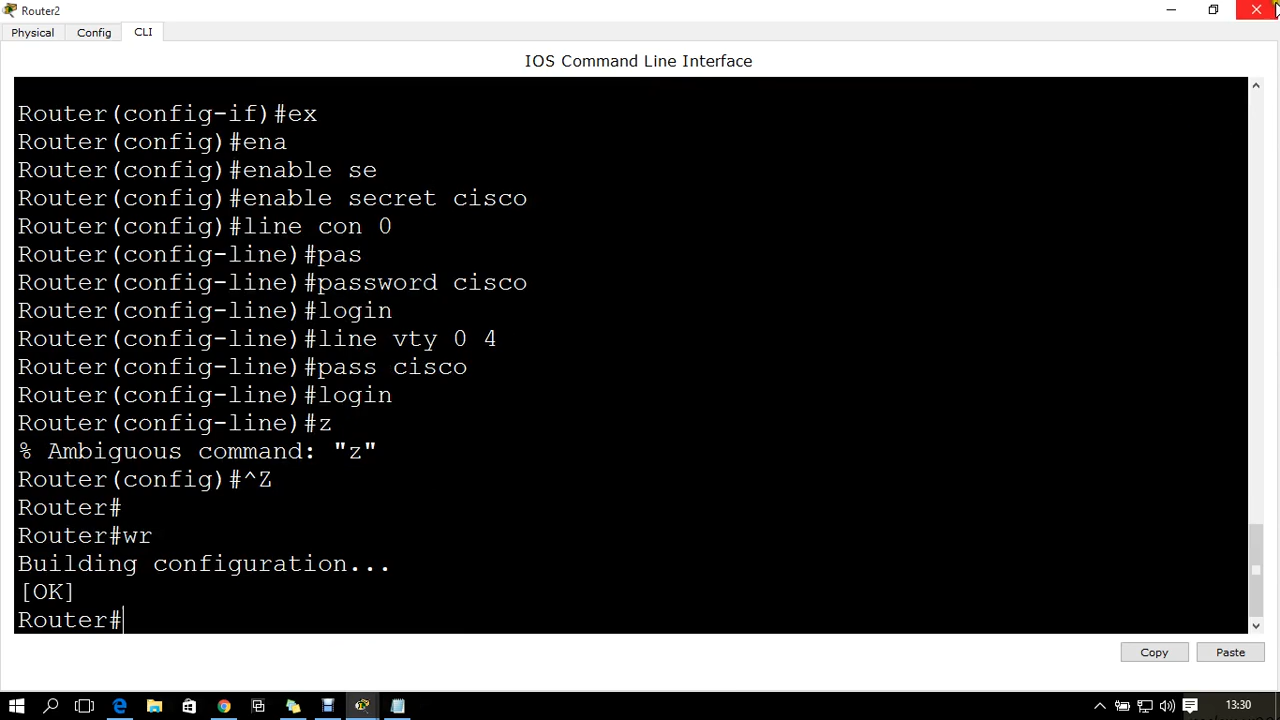 Router2
Physical Config CLI
IOS Command Line Interface
Router(config-if)#ex
Router(config)#ena
Router(config)#enable se
Router(config)#enable secret cisco
Router(config)#line con 0
Router(config-line)#pas
Router(config-line)#password cisco
Router(config-line)#login
Router(config-line)#line vty 0 4
Router(config-line)#pass cisco
Router(config-line)#login
Router(config-line)#z
% Ambiguous command: "z"
Router(config)#^Z
Router#
Router#wr
Building configuration...
[OK]
Router#
Copy Paste
13:30